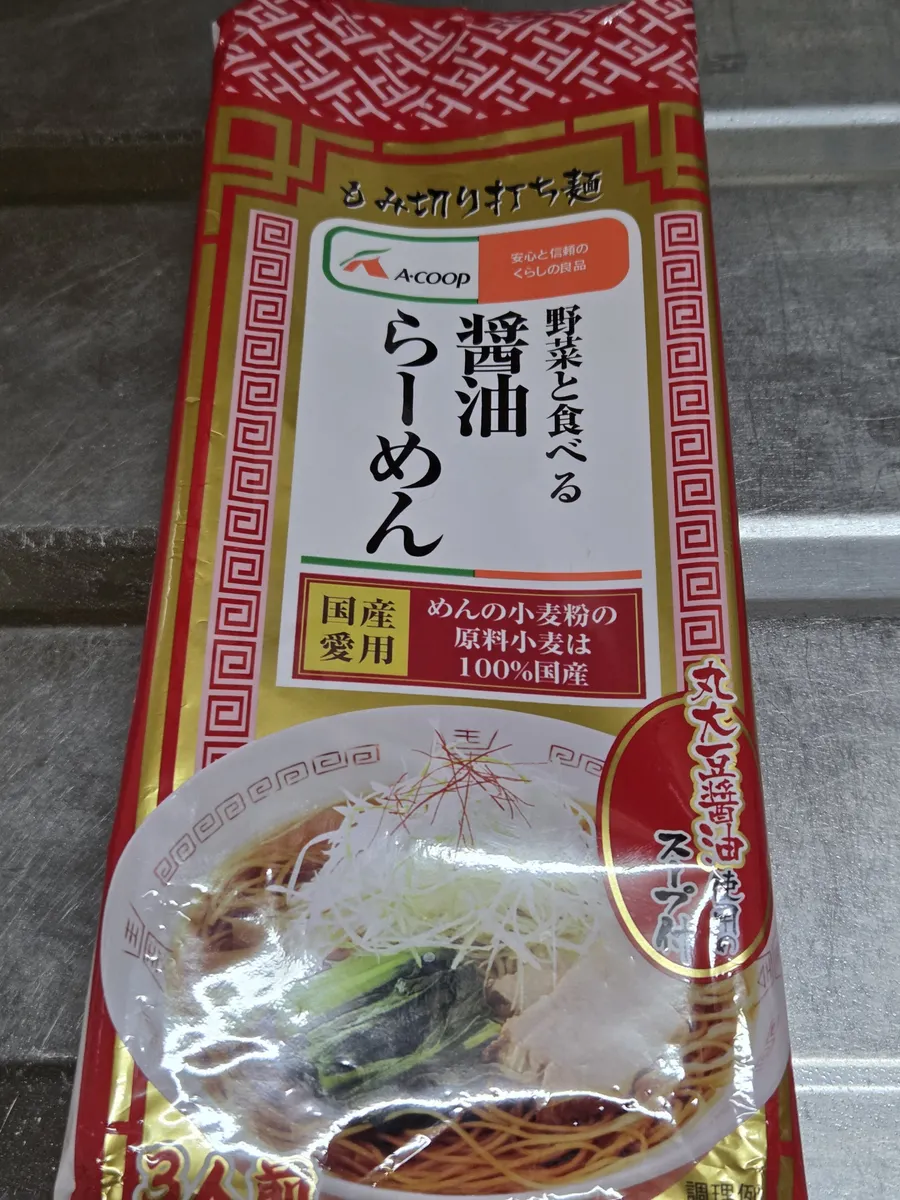 もみ切り打ち麺
A·COOP
安心と信頼の
くらしの良品
野菜と食べる
醤油
らーめん
国産
愛用
めんの小麦粉の
原料小麦は
100%国産
丸大豆醤油使用の
スープ付
3人前
調理例